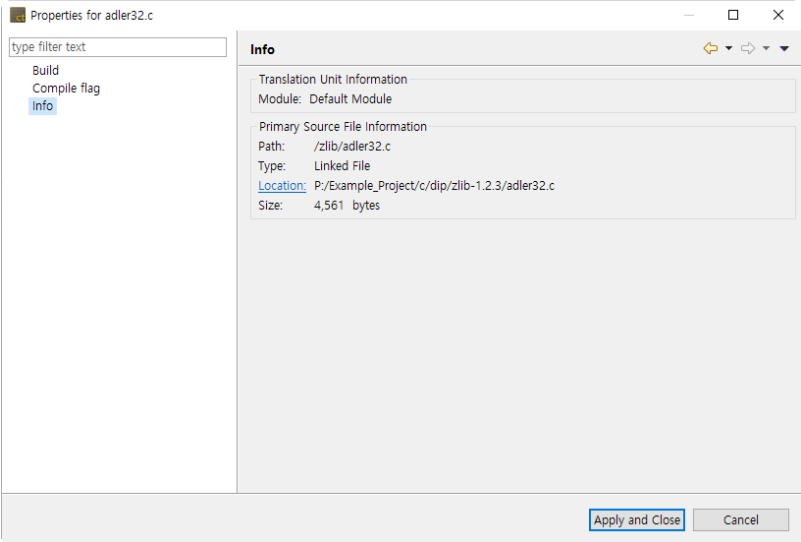 Properties for adler32.c
type filter text
Build
Compile flag
Info
Info
Translation Unit Information
Module: Default Module
Primary Source File Information
Path: /zlib/adler32.c
Type: Linked File
Location: P:/Example_Project/c/dip/zlib-1.2.3/adler32.c
Size: 4,561 bytes
Apply and Close
Cancel